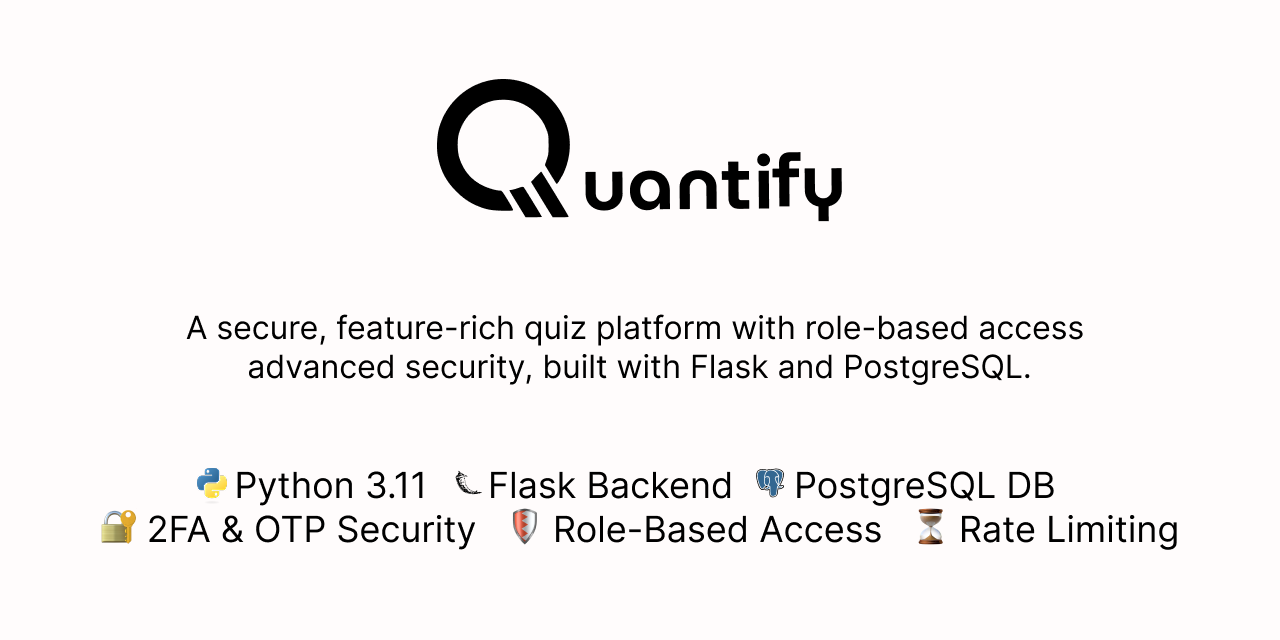 Quantify
A secure, feature-rich quiz platform with role-based access
advanced security, built with Flask and PostgreSQL.
Python 3.11 Flask Backend PostgreSQL DB
2FA & OTP Security Role-Based Access Rate Limiting